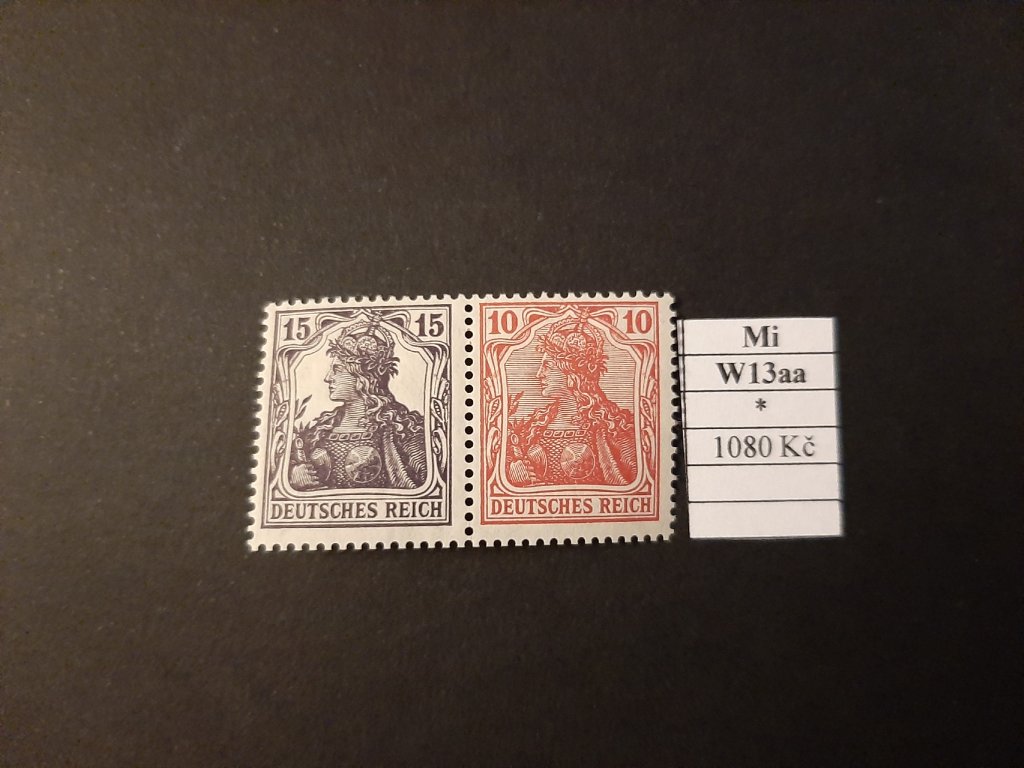 15 15
DEUTSCHES REICH
10 10
DEUTSCHES REICH
Mi
W13aa
*
1080 Kč